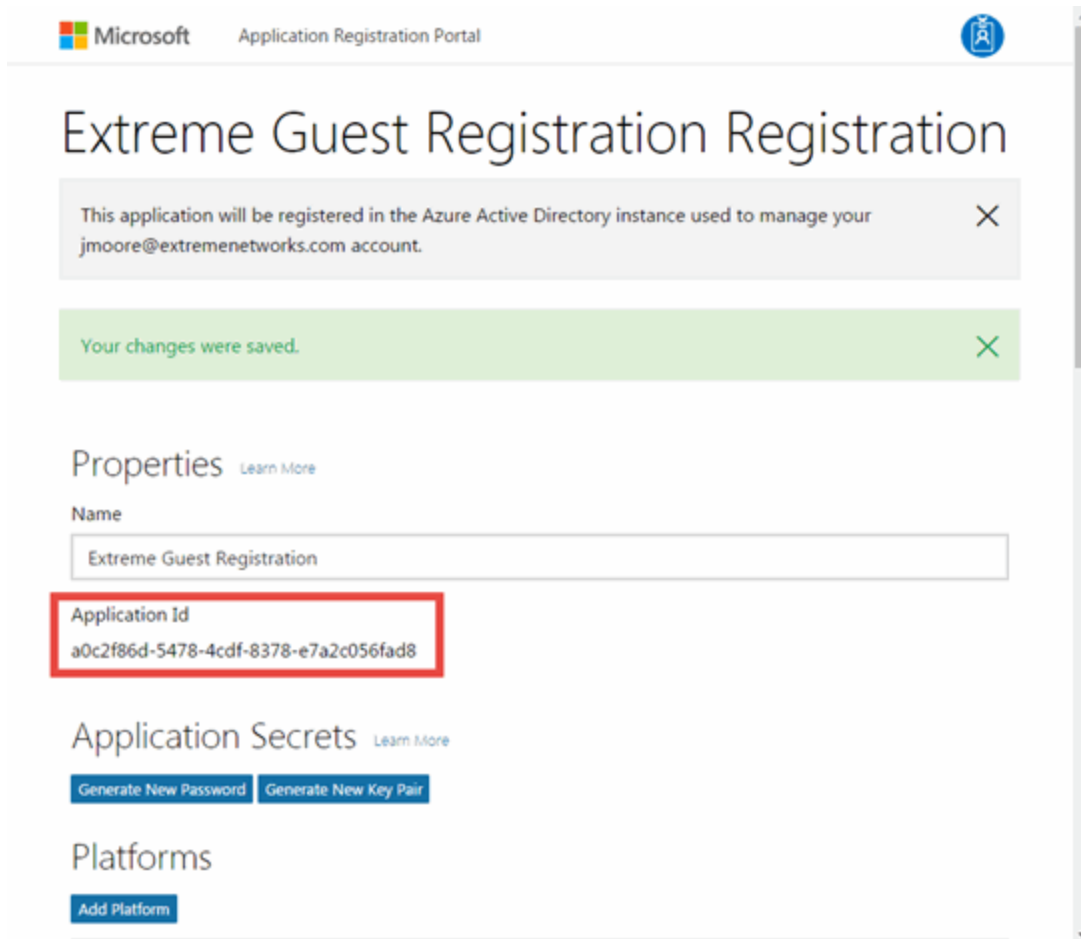 Microsoft Application Registration Portal
Extreme Guest Registration Registration
This application will be registered in the Azure Active Directory instance used to manage your
jmoore@extremenetworks.com account.
Your changes were saved.
Properties Learn More
Name
Extreme Guest Registration
Application Id
a0c2f86d-5478-4cdf-8378-e7a2c056fad8
Application Secrets Learn More
Generate New Password Generate New Key Pair
Platforms
Add Platform